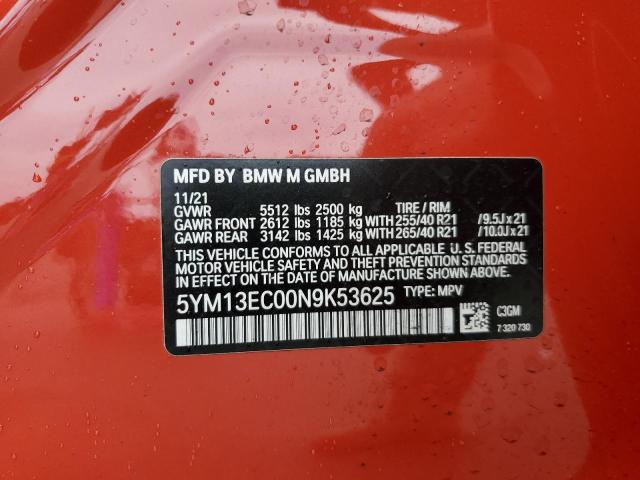 MFD BY BMW M GMBH
11/21
GVWR 5512 lbs 2500 kg TIRE / RIM
GAWR FRONT 2612 lbs 1185 kg WITH 255/40 R21 /9.5J x 21
GAWR REAR 3142 lbs 1425 kg WITH 265/40 R21 /10.0J x 21
THIS VEHICLE CONFORMS TO ALL APPLICABLE U.S. FEDERAL
MOTOR VEHICLE SAFETY AND THEFT PREVENTION STANDARDS
IN EFFECT ON THE DATE OF MANUFACTURE SHOWN ABOVE.
5YM13EC00N9K53625 TYPE: MPV
C3GM
7 320 730